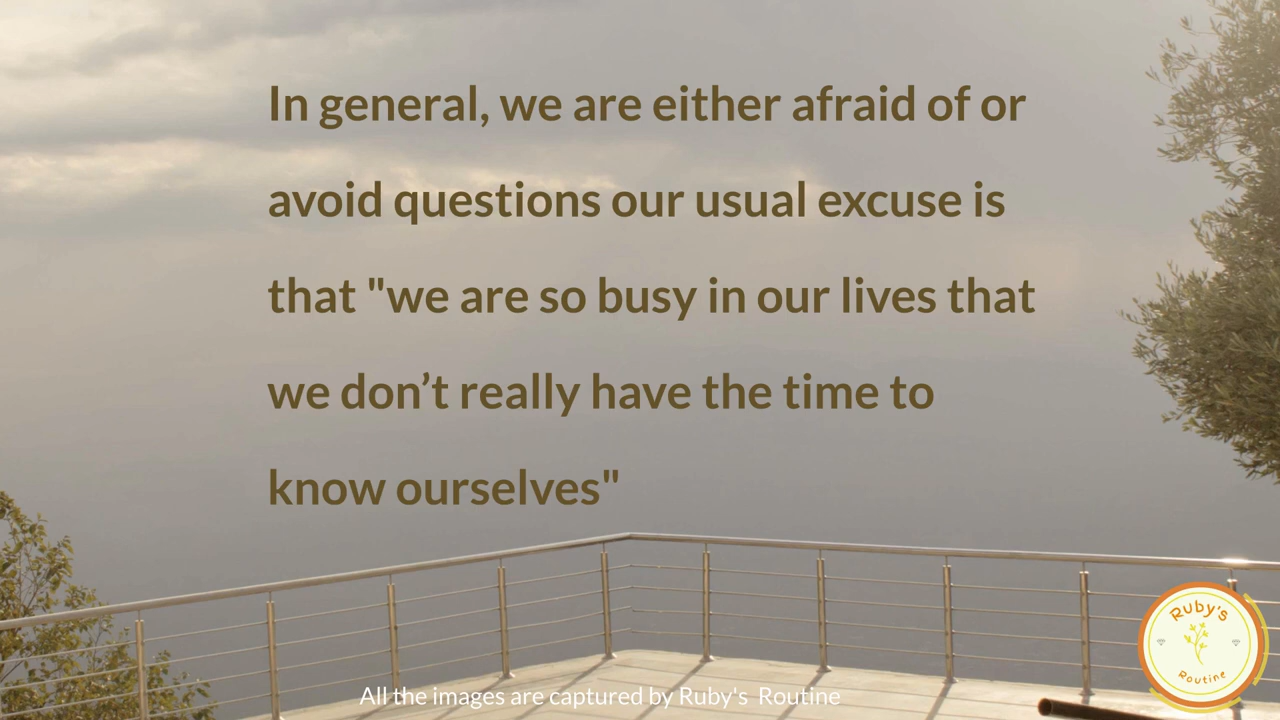 In general, we are either afraid of or
avoid questions our usual excuse is
that "we are so busy in our lives that
we don’t really have the time to
know ourselves"
Ruby's
Routine
All the images are captured by Ruby's  Routine